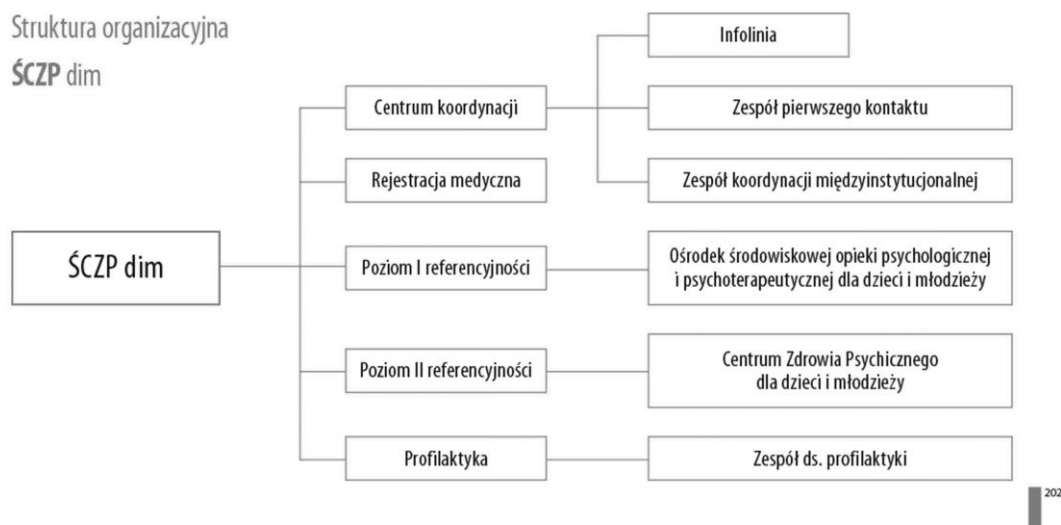 Struktura organizacyjna
ŚCZP dim
ŚCZP dim
Centrum koordynacji
Rejestracja medyczna
Poziom I referencyjności
Poziom II referencyjności
Profilaktyka
Infolinia
Zespół pierwszego kontaktu
Zespół koordynacji międzyinstytucjonalnej
Ośrodek środowiskowej opieki psychologicznej
i psychoterapeutycznej dla dzieci i młodzieży
Centrum Zdrowia Psychicznego
dla dzieci i młodzieży
Zespół ds. profilaktyki
202